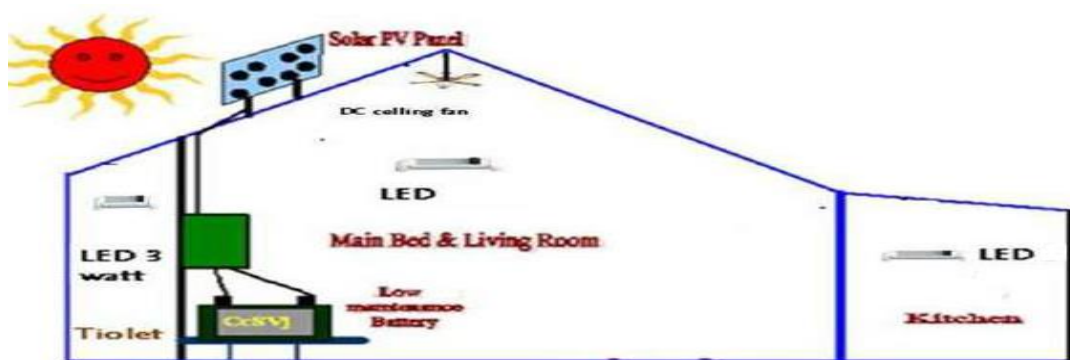 Solar PV Panel
DC celling fan
LED
LED 3
watt
Main Bed & Living Room
LED
Low
maintenance
Battery
Tiolet
Kitchen